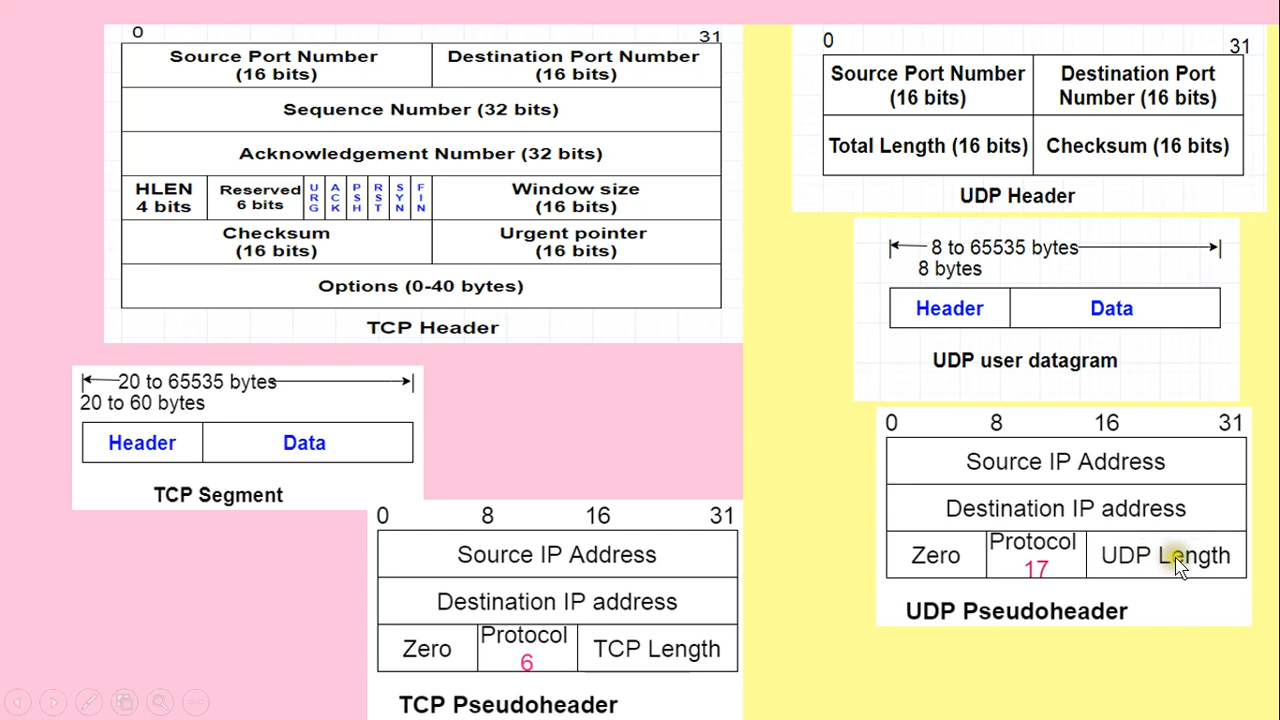 0 31
Source Port Number
(16 bits)
Destination Port Number
(16 bits)
Sequence Number (32 bits)
Acknowledgement Number (32 bits)
HLEN
4 bits
Reserved
6 bits
URG
ACK
PSH
RST
SYN
FIN
Window size
(16 bits)
Checksum
(16 bits)
Urgent pointer
(16 bits)
Options (0-40 bytes)
TCP Header
20 to 65535 bytes
20 to 60 bytes
Header
Data
TCP Segment
0 8 16 31
Source IP Address
Destination IP address
Zero
Protocol
6
TCP Length
TCP Pseudoheader
0 31
Source Port Number
(16 bits)
Destination Port
Number (16 bits)
Total Length (16 bits)
Checksum (16 bits)
UDP Header
8 to 65535 bytes
8 bytes
Header
Data
UDP user datagram
0 8 16 31
Source IP Address
Destination IP address
Zero
Protocol
17
UDP Length
UDP Pseudoheader